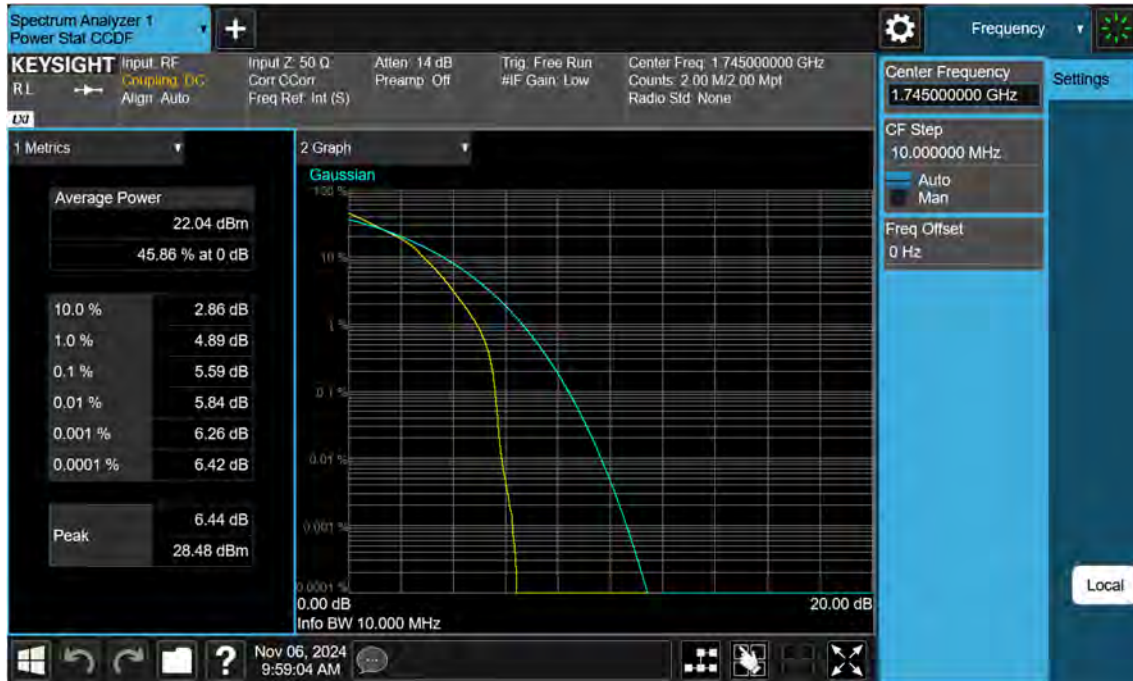 Spectrum Analyzer 1
Power Stat CCDF
+
Frequency
KEYSIGHT
RL
LXI
Input: RF
Coupling: DC
Align: Auto
Input Z: 50 Ω
Corr CCorr
Freq Ref: Int (S)
Atten: 14 dB
Preamp: Off
Trig: Free Run
#IF Gain: Low
Center Freq: 1.745000000 GHz
Counts: 2.00 M/2.00 Mpt
Radio Std: None
Center Frequency
1.745000000 GHz
Settings
CF Step
10.000000 MHz
Auto
Man
Freq Offset
0 Hz
1 Metrics
Average Power
22.04 dBm
45.86 % at 0 dB
10.0 % 2.86 dB
1.0 % 4.89 dB
0.1 % 5.59 dB
0.01 % 5.84 dB
0.001 % 6.26 dB
0.0001 % 6.42 dB
Peak
6.44 dB
28.48 dBm
2 Graph
Gaussian
100 %
10 %
1 %
0.1 %
0.01 %
0.001 %
0.0001 %
0.00 dB 20.00 dB
Info BW 10.000 MHz
Local
?
Nov 06, 2024
9:59:04 AM